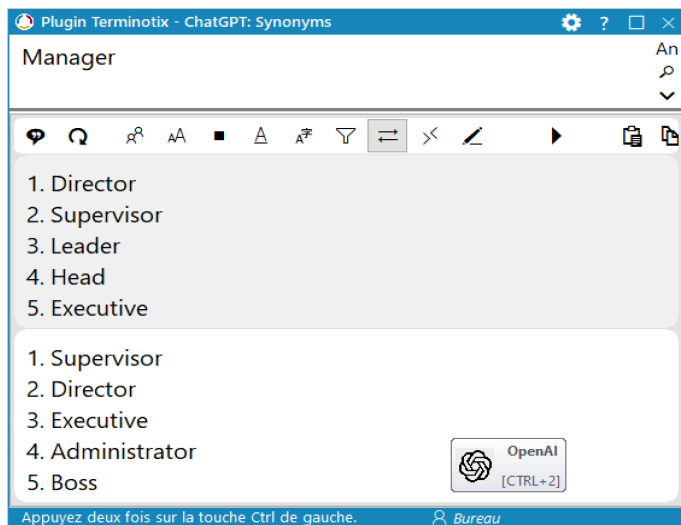 Plugin Terminotix - ChatGPT: Synonyms
Manager
An
1. Director
2. Supervisor
3. Leader
4. Head
5. Executive
1. Supervisor
2. Director
3. Executive
4. Administrator
5. Boss
OpenAI
[CTRL+2]
Appuyez deux fois sur la touche Ctrl de gauche.
Bureau